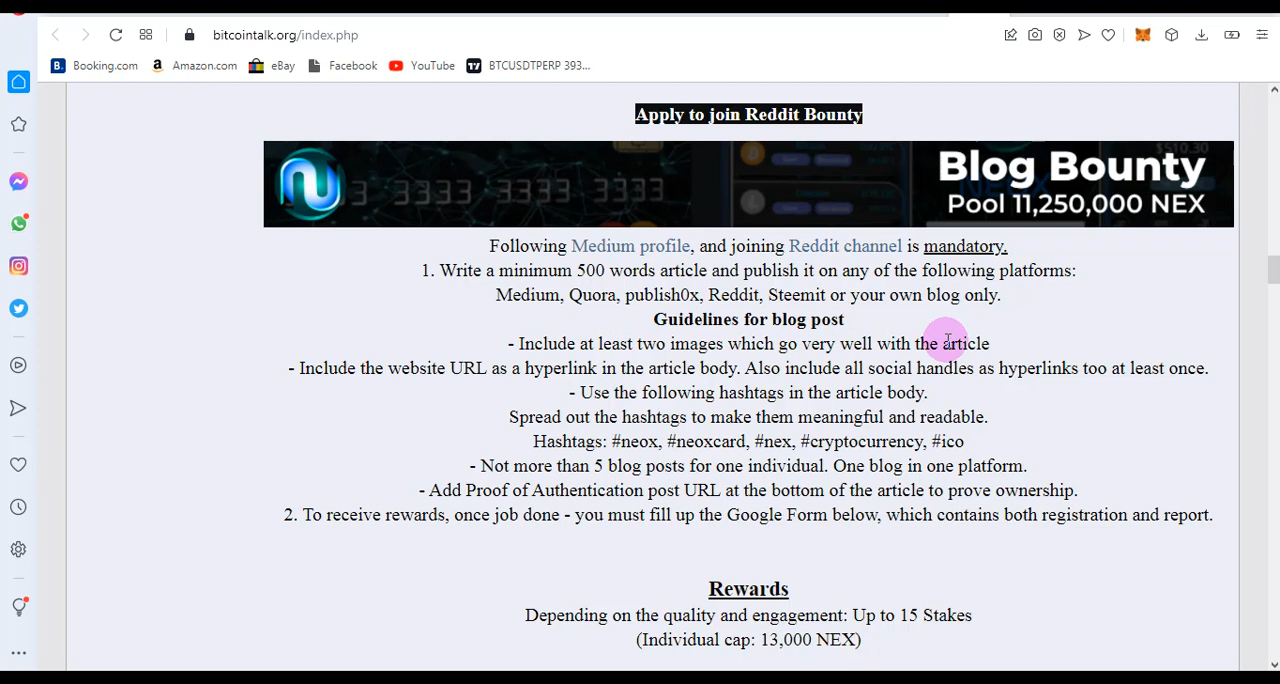 bitcointalk.org/index.php
B. Booking.com a Amazon.com eBay Facebook YouTube BTCUSDTPERP 393...
Apply to join Reddit Bounty
3 3333 3333 3333
Blog Bounty
Pool 11,250,000 NEX
Following Medium profile, and joining Reddit channel is mandatory.
1. Write a minimum 500 words article and publish it on any of the following platforms:
Medium, Quora, publish0x, Reddit, Steemit or your own blog only.
Guidelines for blog post
- Include at least two images which go very well with the article
- Include the website URL as a hyperlink in the article body. Also include all social handles as hyperlinks too at least once.
- Use the following hashtags in the article body.
Spread out the hashtags to make them meaningful and readable.
Hashtags: #neox, #neoxcard, #nex, #cryptocurrency, #ico
- Not more than 5 blog posts for one individual. One blog in one platform.
- Add Proof of Authentication post URL at the bottom of the article to prove ownership.
2. To receive rewards, once job done - you must fill up the Google Form below, which contains both registration and report.
Rewards
Depending on the quality and engagement: Up to 15 Stakes
(Individual cap: 13,000 NEX)